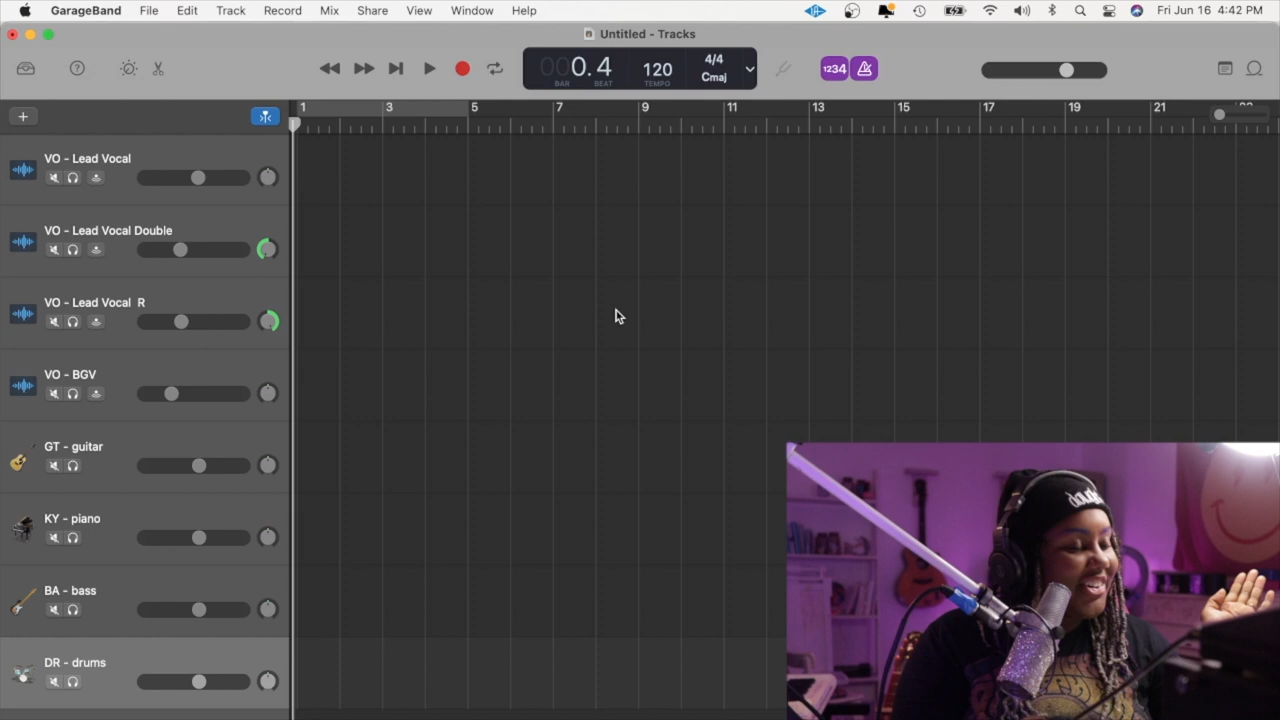 GarageBand File Edit Track Record Mix Share View Window Help Fri Jun 16 4:42 PM
Untitled - Tracks
000.4 120 4/4 Cmaj 1234
BAR BEAT TEMPO
1 3 5 7 9 11 13 15 17 19 21
VO - Lead Vocal
VO - Lead Vocal Double
VO - Lead Vocal R
VO - BGV
GT - guitar
KY - piano
BA - bass
DR - drums